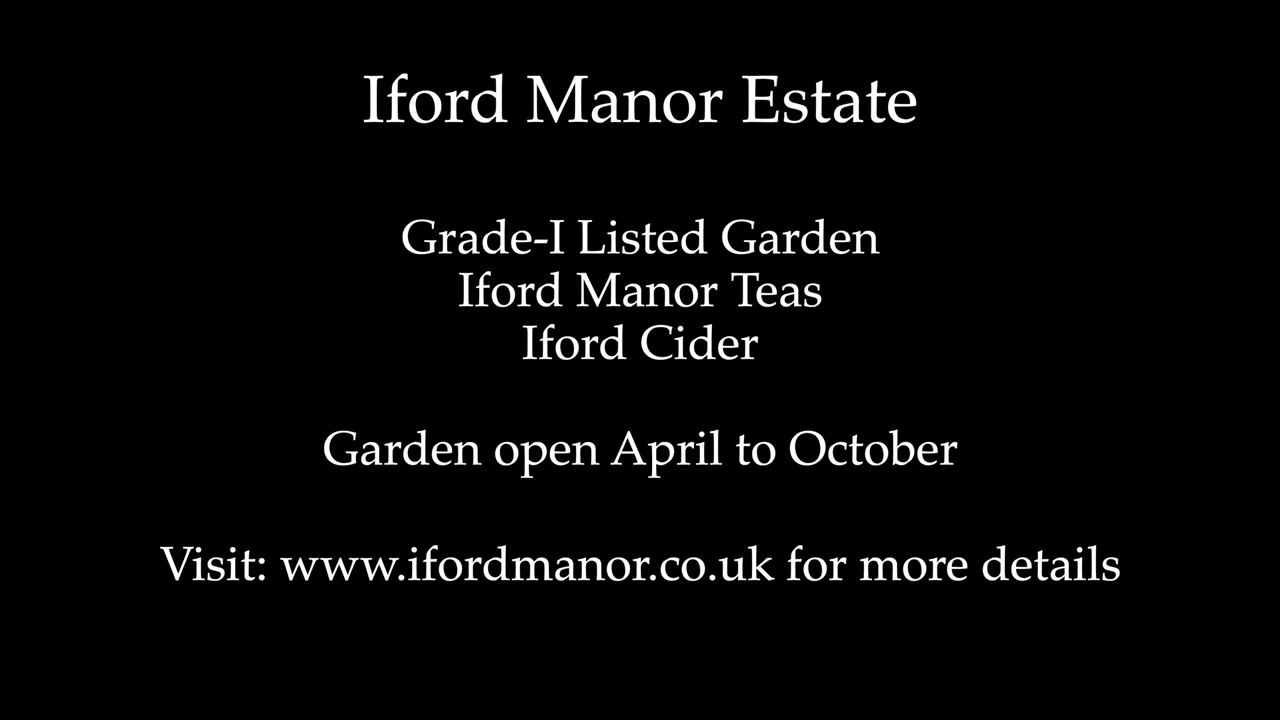 Iford Manor Estate
Grade-I Listed Garden
Iford Manor Teas
Iford Cider
Garden open April to October
Visit: www.ifordmanor.co.uk for more details